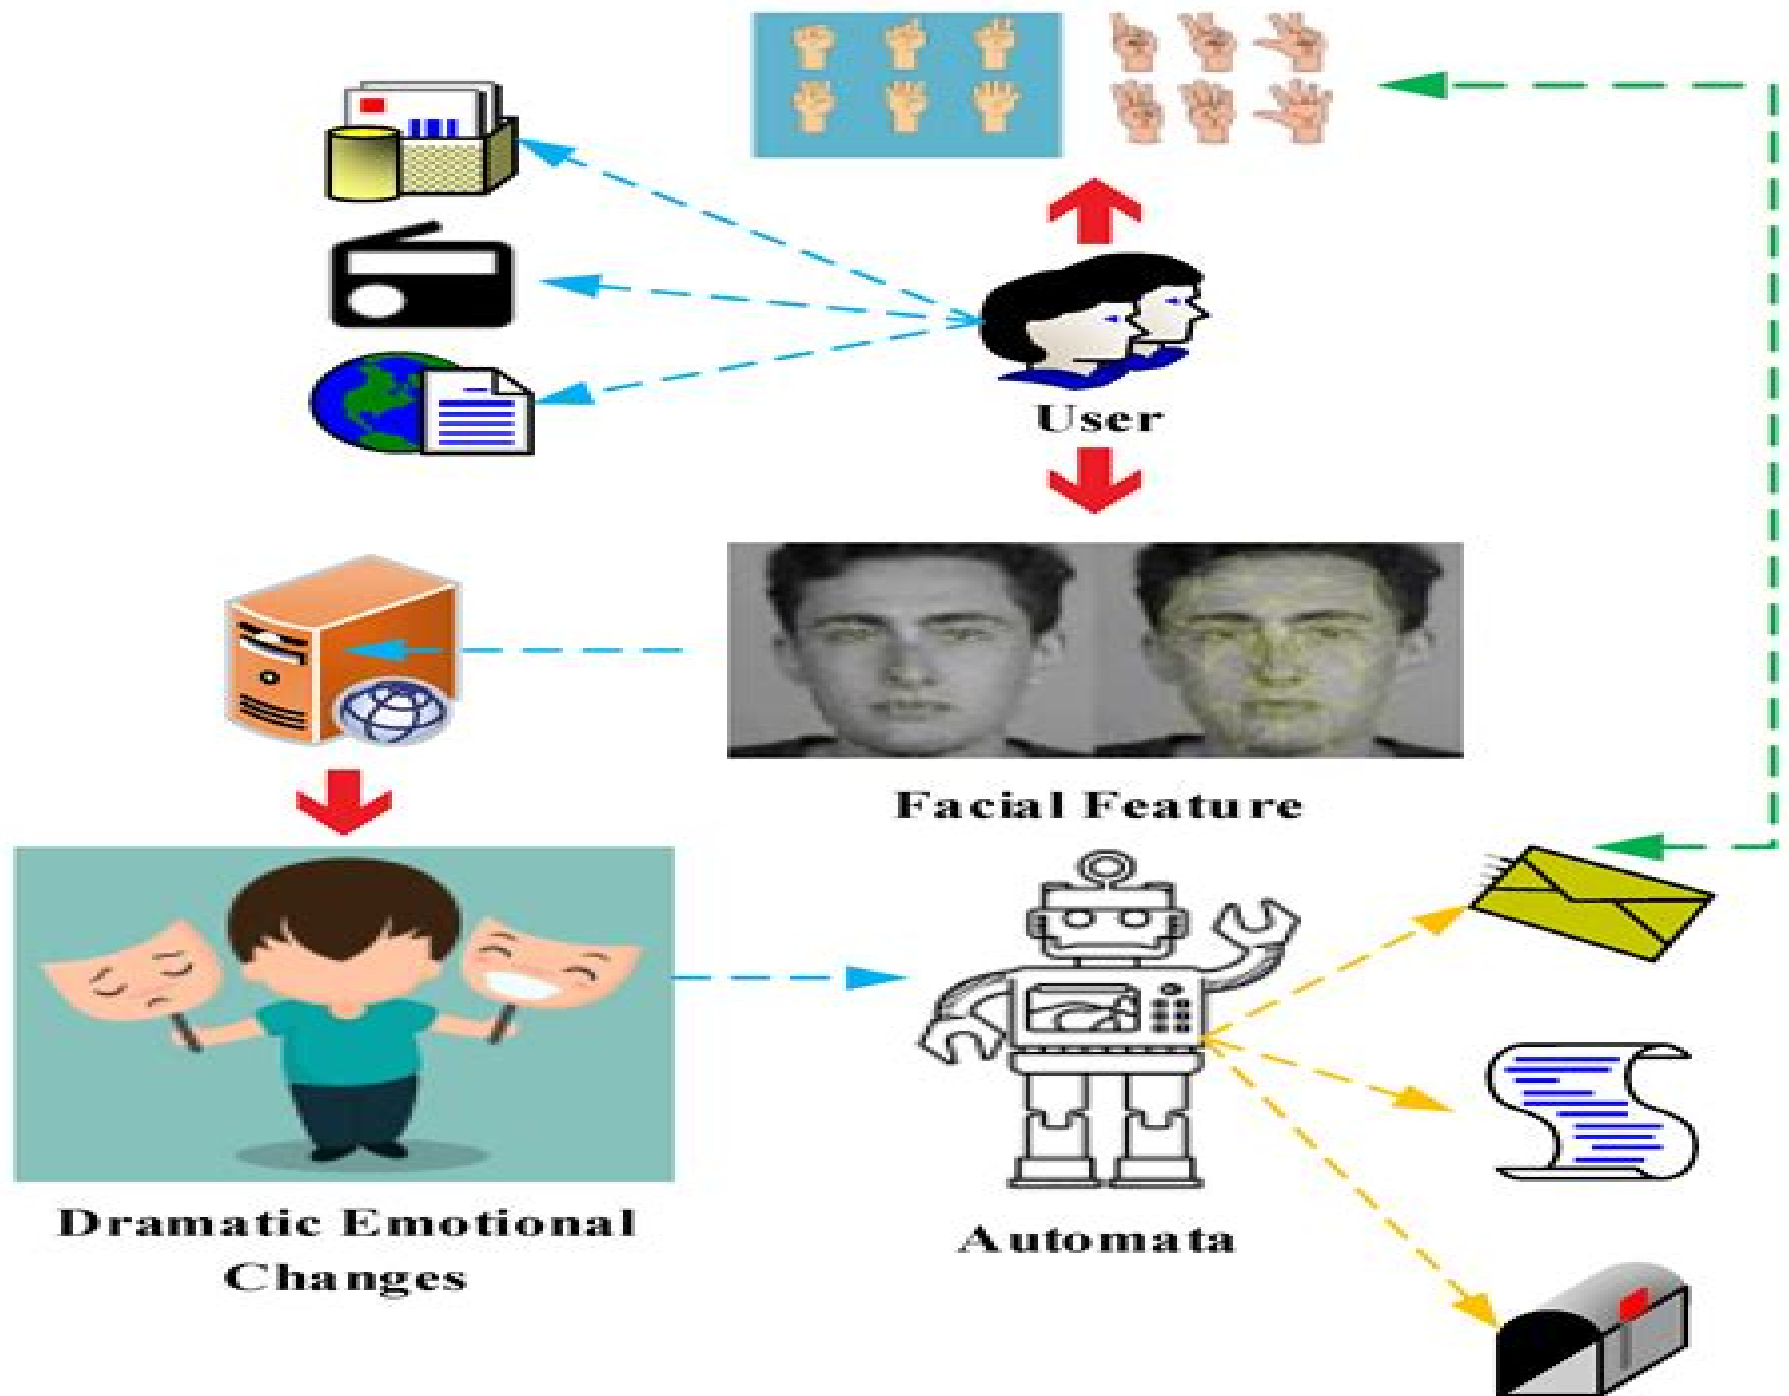 User
Facial Feature
Dramatic Emotional
Changes
Automata